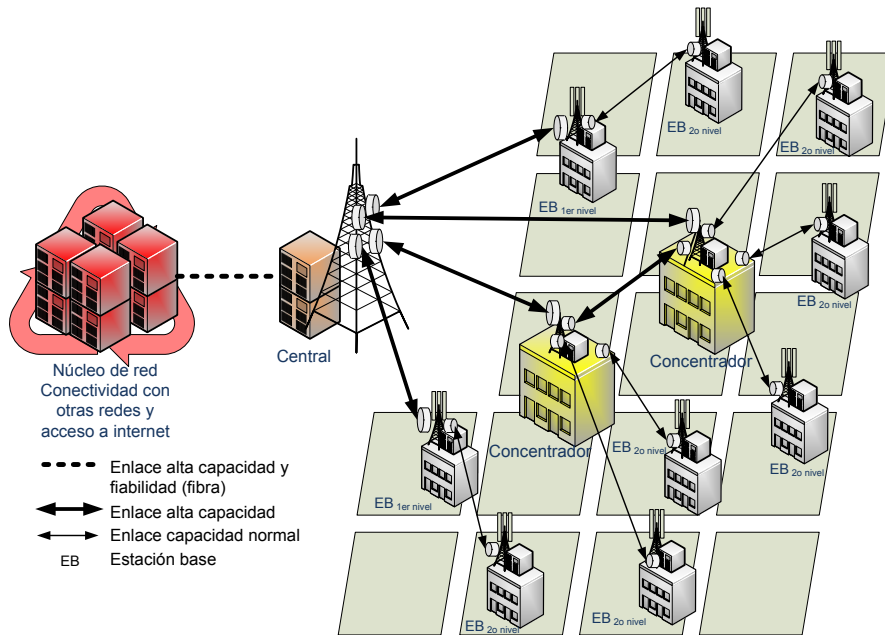 EB 2o nivel
EB 2o nivel
EB 1er nivel
EB 2o nivel
Central
Concentrador
Núcleo de red
Conectividad con
otras redes y
acceso a internet
Concentrador
EB 2o nivel
EB 2o nivel
Enlace alta capacidad y
fiabilidad (fibra)
EB 1er nivel
Enlace alta capacidad
Enlace capacidad normal
EB Estación base
EB 2o nivel
EB 2o nivel